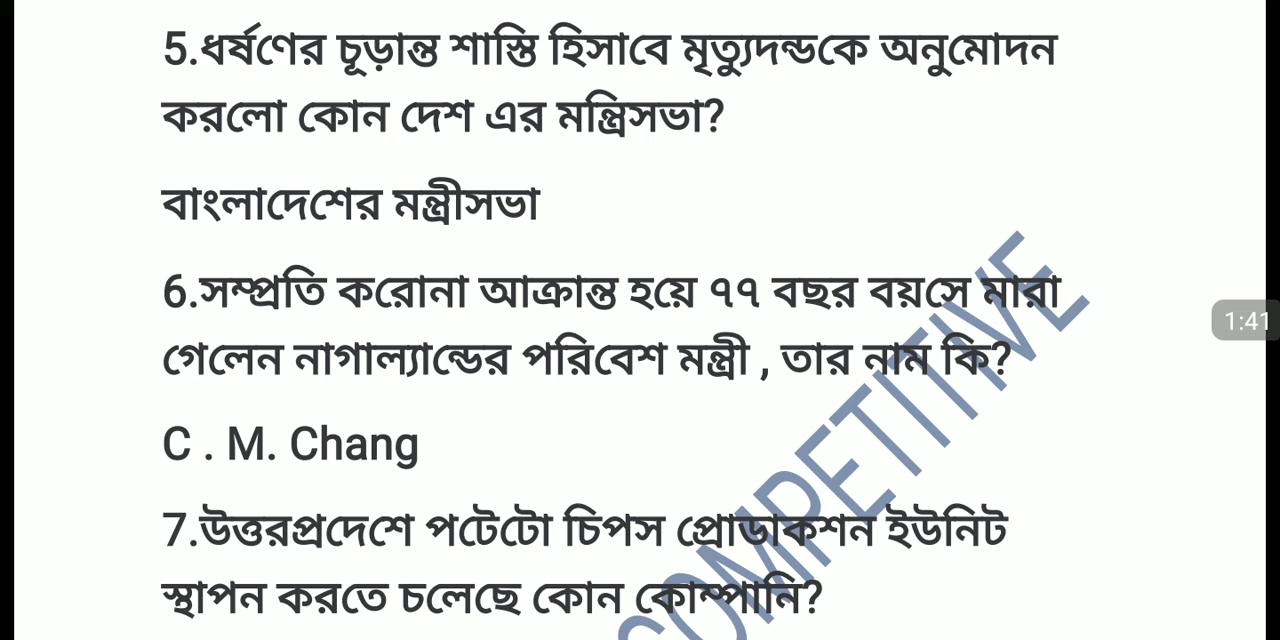 5.ধর্ষণের চূড়ান্ত শাস্তি হিসাবে মৃত্যুদন্ডকে অনুমোদন
করলো কোন দেশ এর মন্ত্রিসভা?
বাংলাদেশের মন্ত্রীসভা
6.সম্প্রতি করোনা আক্রান্ত হয়ে ৭৭ বছর বয়সে মারা
গেলেন নাগাল্যান্ডের পরিবেশ মন্ত্রী , তার নাম কি?
C . M. Chang
7.উত্তরপ্রদেশে পটেটো চিপস প্রোডাকশন ইউনিট
স্থাপন করতে চলেছে কোন কোম্পানি?
COMPETITIVE
1:41